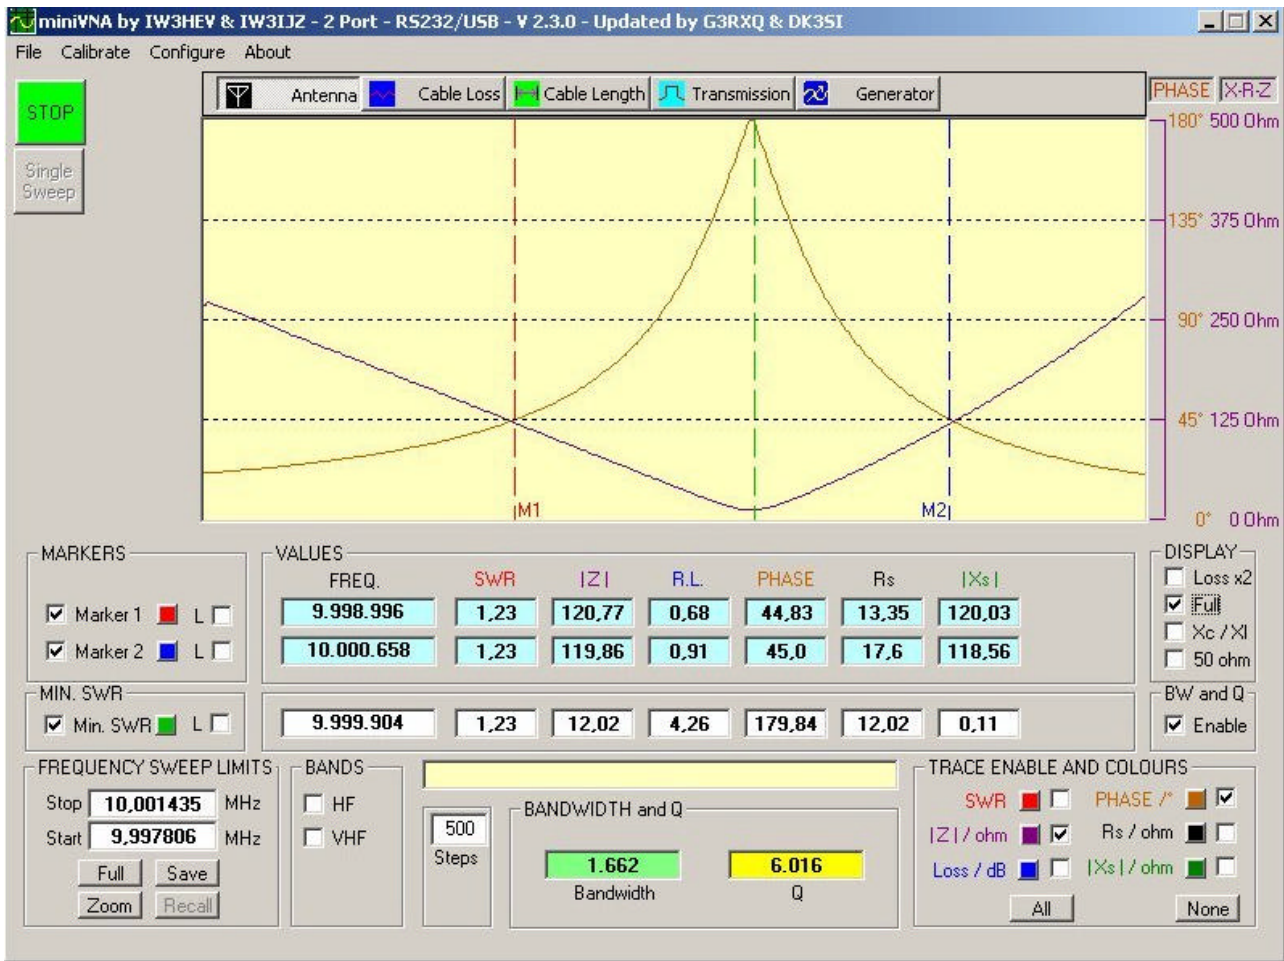 miniVNA by IW3HEV & IW3IJZ - 2 Port - RS232/USB - V 2.3.0 - Updated by G3RXQ & DK3SI
File Calibrate Configure About
STOP
Single
Sweep
Antenna Cable Loss Cable Length Transmission Generator
PHASE X-R-Z
180° 500 Ohm
135° 375 Ohm
90° 250 Ohm
45° 125 Ohm
0° 0 Ohm
M1 M2
MARKERS
Marker 1 L
Marker 2 L
VALUES
FREQ. SWR |Z| R.L. PHASE Rs |Xs|
9.998.996 1,23 120,77 0,68 44,83 13,35 120,03
10.000.658 1,23 119,86 0,91 45,0 17,6 118,56
DISPLAY
Loss x2
Full
Xc / Xl
50 ohm
MIN. SWR
Min. SWR L
9.999.904 1,23 12,02 4,26 179,84 12,02 0,11
BW and Q
Enable
FREQUENCY SWEEP LIMITS
Stop 10,001435 MHz
Start 9,997806 MHz
Full Save
Zoom Recall
BANDS
HF
VHF
500
Steps
BANDWIDTH and Q
1.662 6.016
Bandwidth Q
TRACE ENABLE AND COLOURS
SWR PHASE /°
|Z| / ohm Rs / ohm
Loss / dB |Xs| / ohm
All None